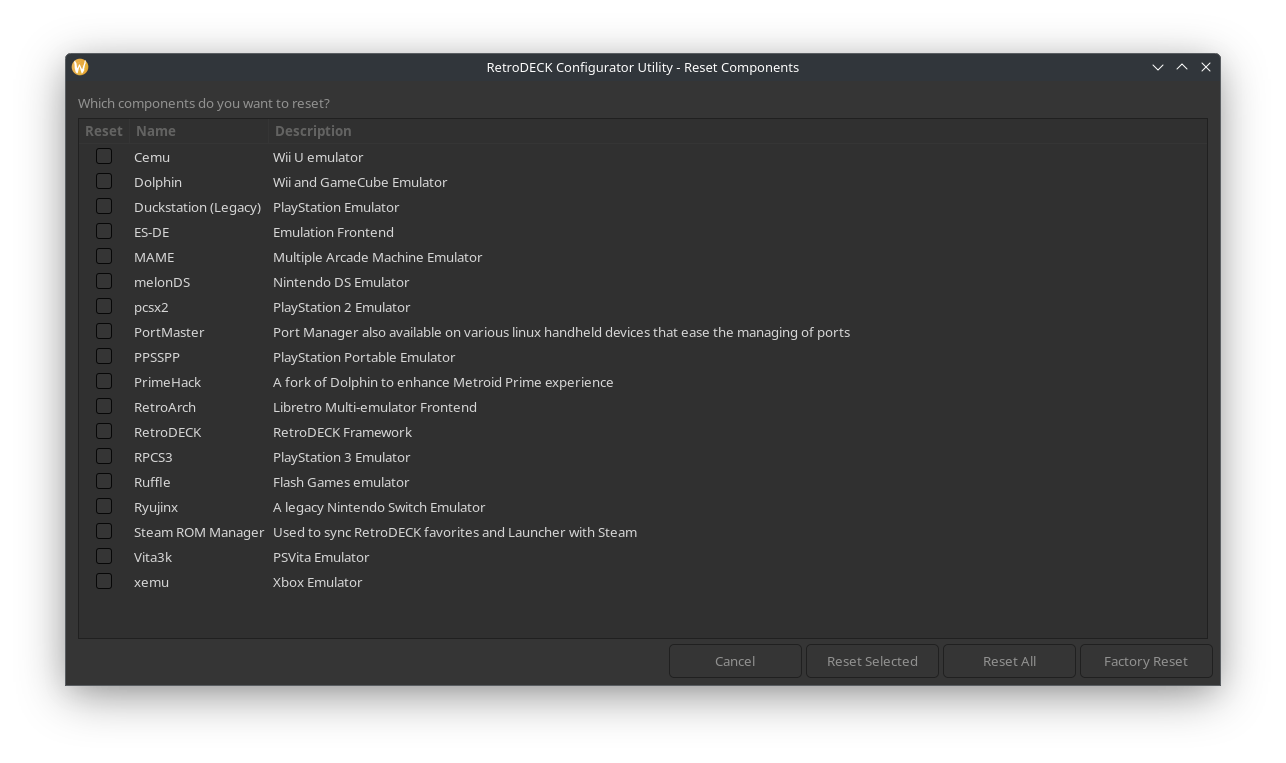 RetroDECK Configurator Utility - Reset Components
Which components do you want to reset?
Reset Name Description
Cemu Wii U emulator
Dolphin Wii and GameCube Emulator
Duckstation (Legacy) PlayStation Emulator
ES-DE Emulation Frontend
MAME Multiple Arcade Machine Emulator
melonDS Nintendo DS Emulator
pcsx2 PlayStation 2 Emulator
PortMaster Port Manager also available on various linux handheld devices that ease the managing of ports
PPSSPP PlayStation Portable Emulator
PrimeHack A fork of Dolphin to enhance Metroid Prime experience
RetroArch Libretro Multi-emulator Frontend
RetroDECK RetroDECK Framework
RPCS3 PlayStation 3 Emulator
Ruffle Flash Games emulator
Ryujinx A legacy Nintendo Switch Emulator
Steam ROM Manager Used to sync RetroDECK favorites and Launcher with Steam
Vita3k PSVita Emulator
xemu Xbox Emulator
Cancel Reset Selected Reset All Factory Reset